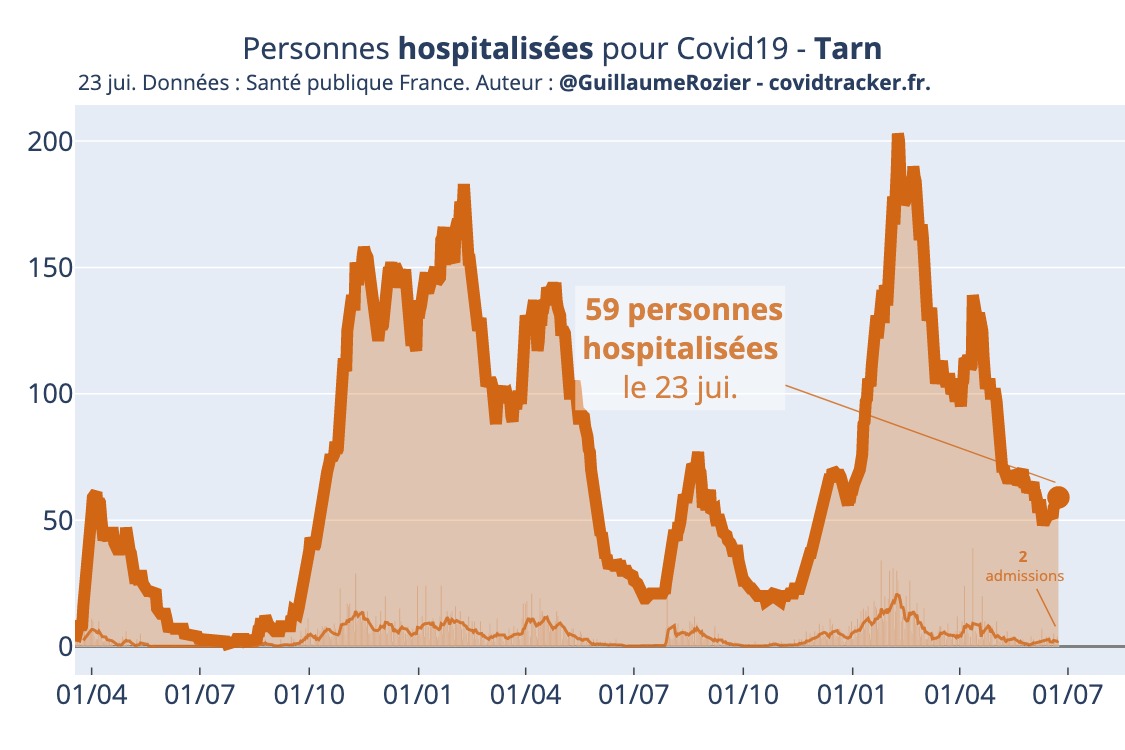 Personnes hospitalisées pour Covid19 - Tarn
23 jui. Données : Santé publique France. Auteur : @GuillaumeRozier - covidtracker.fr.
200
150
100
50
0
59 personnes
hospitalisées
le 23 jui.
2
admissions
01/04 01/07 01/10 01/01 01/04 01/07 01/10 01/01 01/04 01/07